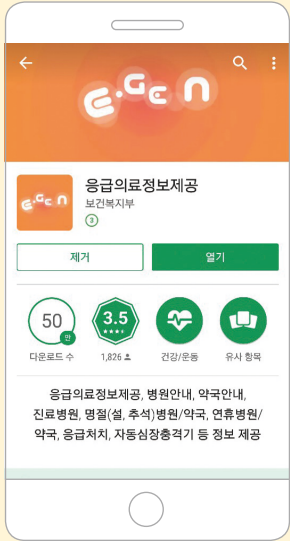 E·GEN
E·GEN
응급의료정보제공
보건복지부
3
제거
열기
50
만
3.5
다운로드 수
1,826
건강/운동
유사 항목
응급의료정보제공, 병원안내, 약국안내,
진료병원, 명절(설, 추석)병원/약국, 연휴병원/
약국, 응급처치, 자동심장충격기 등 정보 제공